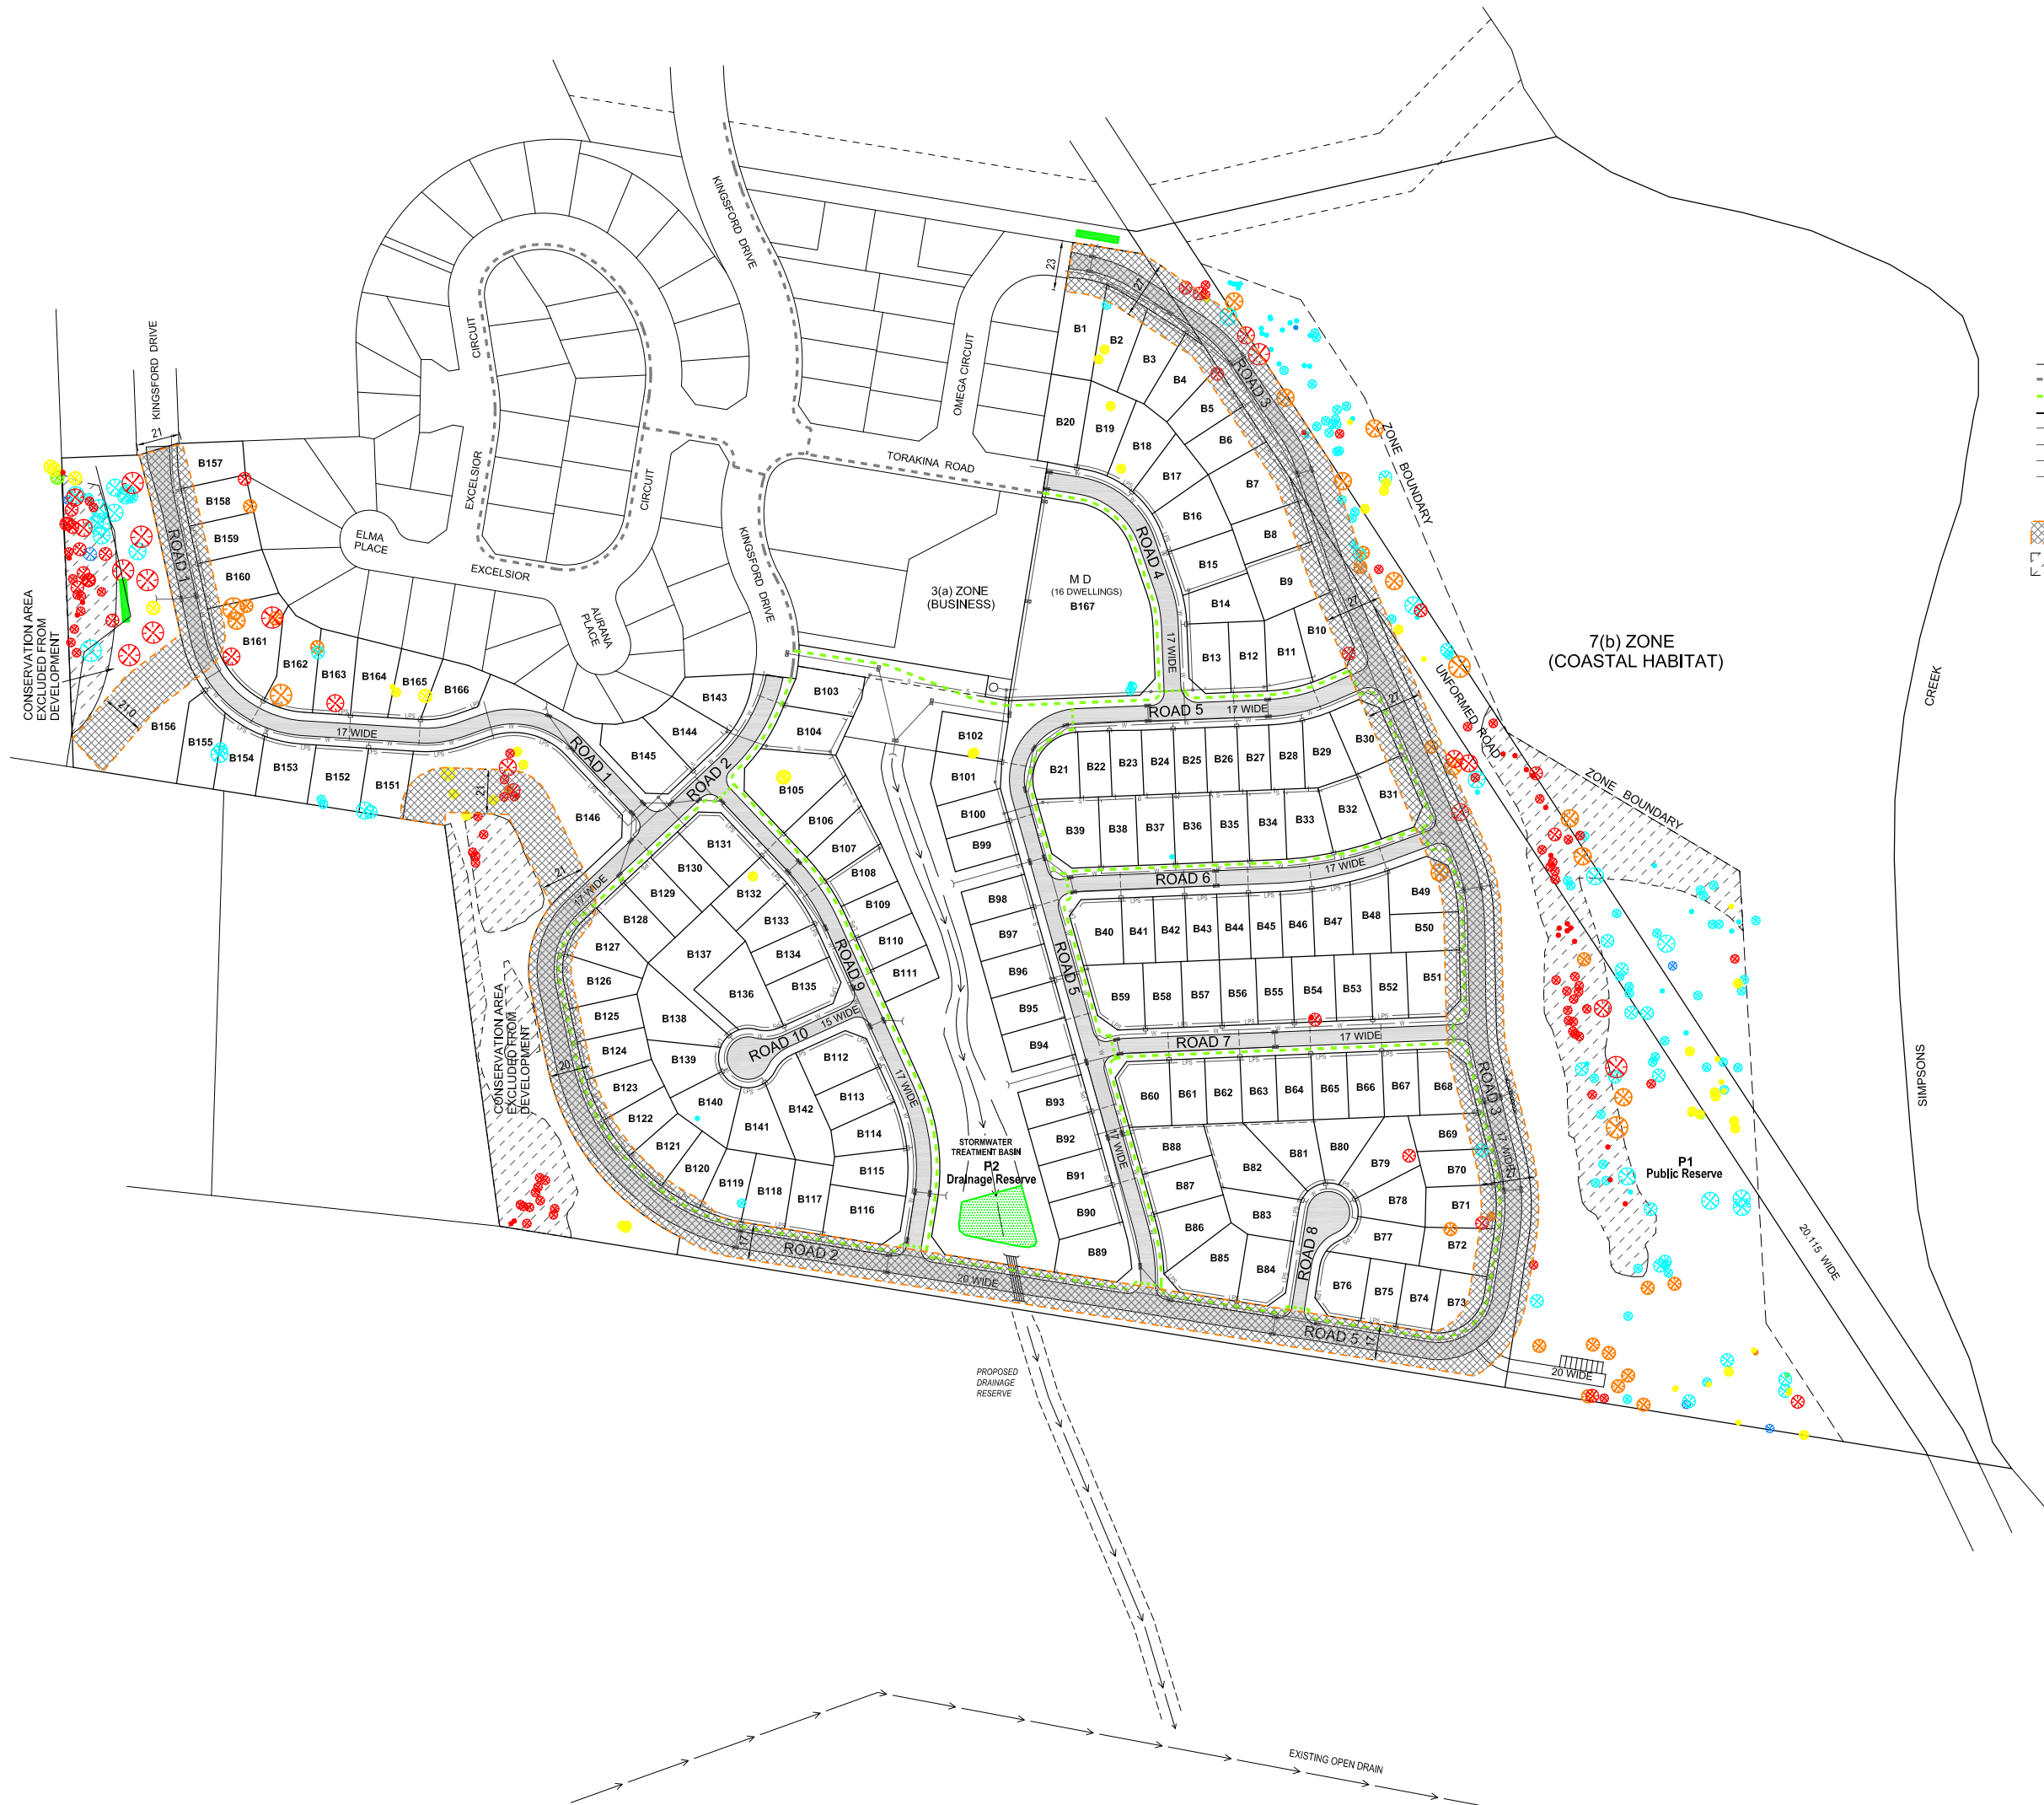 KINGSFORD DRIVE
23
27
ROAD 3
B1
B2
B3
B4
B5
B6
B7
B8
B9
B10
B20
B19
B18
B17
B16
B15
B14
B13
B12
B11
OMEGA CIRCUIT
TORAKINA ROAD
CIRCUIT
EXCELSIOR
CIRCUIT
EXCELSIOR
ELMA
PLACE
AURANA
PLACE
KINGSFORD DRIVE
KINGSFORD DRIVE
21
ROAD 1
B157
B158
B159
B160
B161
B162
B163
B164
B165
B166
CONSERVATION AREA
EXCLUDED FROM
DEVELOPMENT
21.0
B156
B155
B154
B153
B152
B151
17 WIDE
ROAD 1
21
B146
21
B145
B144
B143
ROAD 2
17 WIDE
3(a) ZONE
(BUSINESS)
M D
(16 DWELLINGS)
B167
ROAD 4
17 WIDE
27
ZONE BOUNDARY
UNFORMED ROAD
7(b) ZONE
(COASTAL HABITAT)
CREEK
SIMPSONS
ZONE BOUNDARY
B103
B104
B105
B106
B107
B108
B109
B110
B111
B102
B101
B100
B99
B98
B97
B96
B95
B94
B93
B92
B91
B90
B89
ROAD 5
17 WIDE
27
B21
B22
B23
B24
B25
B26
B27
B28
B29
B30
B31
B32
B33
B34
B35
B36
B37
B38
B39
ROAD 6
17 WIDE
B40
B41
B42
B43
B44
B45
B46
B47
B48
B49
B50
B51
B52
B53
B54
B55
B56
B57
B58
B59
ROAD 5
17 WIDE
ROAD 7
17 WIDE
B60
B61
B62
B63
B64
B65
B66
B67
B68
B69
B70
B71
B72
B73
B74
B75
B76
B77
B78
B79
B80
B81
B82
B83
B84
B85
B86
B87
B88
ROAD 8
ROAD 3
17 WIDE
27
P1
Public Reserve
20.115 WIDE
20 WIDE
B131
B130
B129
B128
B127
B126
B125
B124
B123
B122
B121
B120
B119
B118
B117
B116
B115
B114
B113
B112
B132
B133
B134
B135
B136
B137
B138
B139
B140
B141
B142
ROAD 9
17 WIDE
ROAD 10
15 WIDE
CONSERVATION AREA
EXCLUDED FROM
DEVELOPMENT
20
STORMWATER
TREATMENT BASIN
P2
Drainage Reserve
17
ROAD 2
20 WIDE
ROAD 5
17
PROPOSED
DRAINAGE
RESERVE
EXISTING OPEN DRAIN